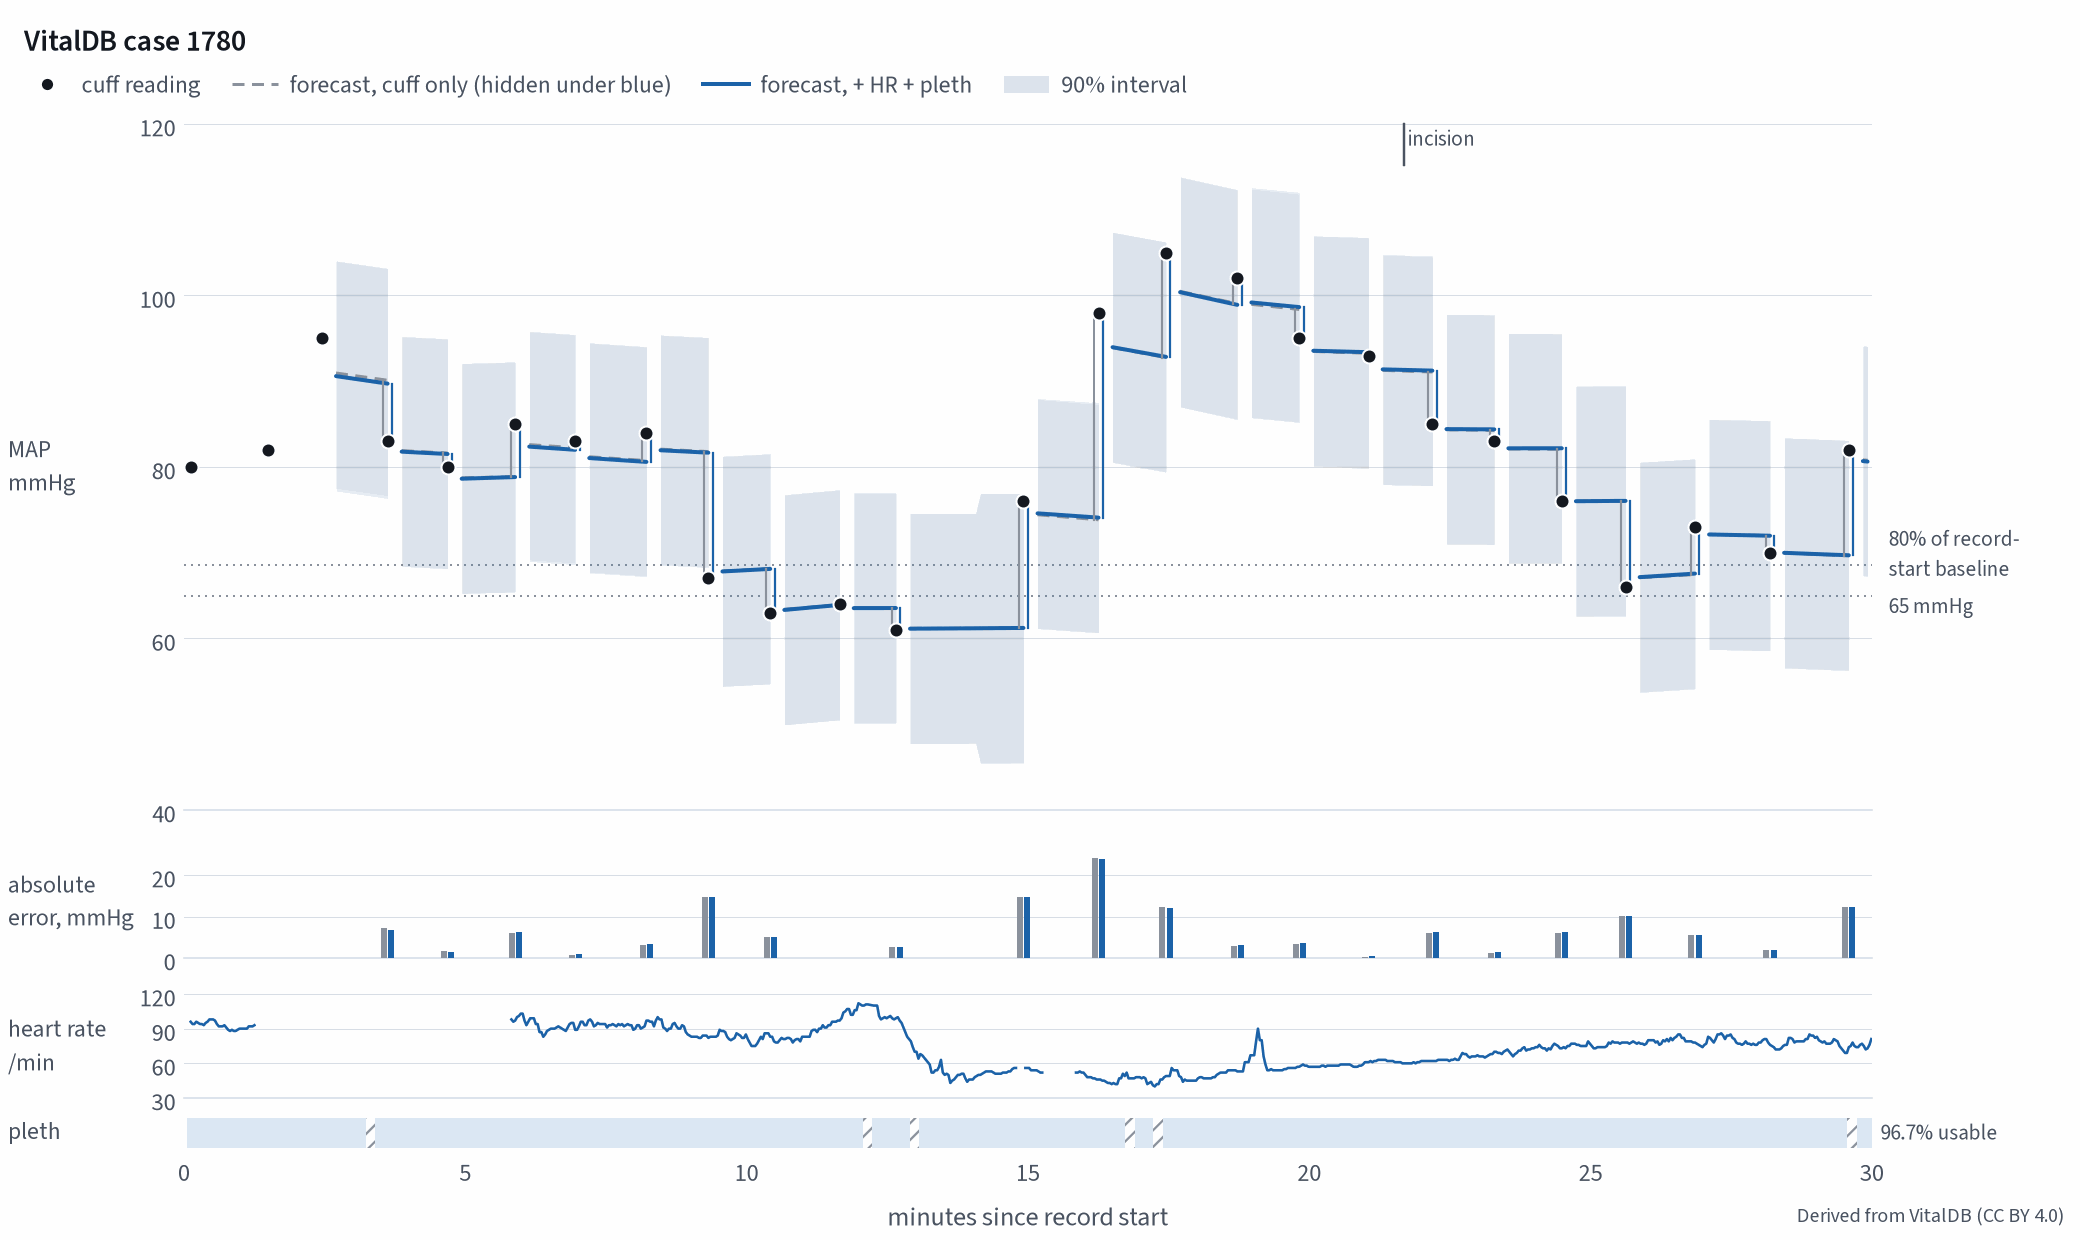 VitalDB case 1780
cuff reading
forecast, cuff only (hidden under blue)
forecast, + HR + pleth
90% interval
120
incision
100
MAP
mmHg
80
80% of record-
start baseline
65 mmHg
60
40
absolute
error, mmHg
20
10
0
120
heart rate
/min
90
60
30
pleth
96.7% usable
0
5
10
15
20
25
30
minutes since record start
Derived from VitalDB (CC BY 4.0)